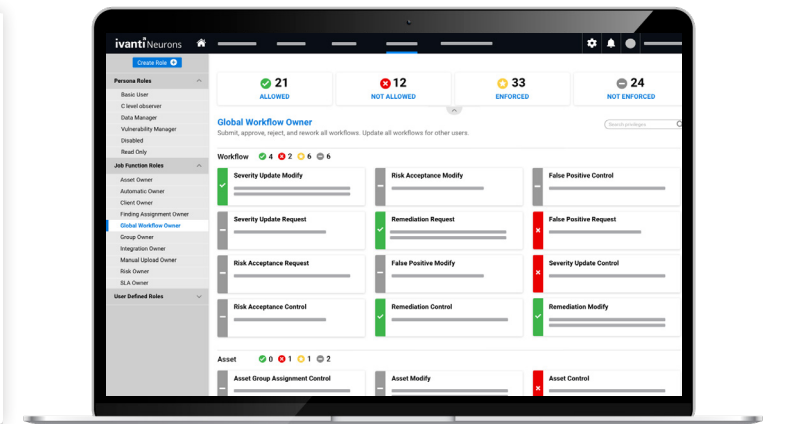 ivanti Neurons
Create Role
Persona Roles
Basic User
C level observer
Data Manager
Vulnerability Manager
Disabled
Read Only
Job Function Roles
Asset Owner
Automatic Owner
Client Owner
Finding Assignment Owner
Global Workflow Owner
Group Owner
Integration Owner
Manual Upload Owner
Risk Owner
SLA Owner
User Defined Roles
21
ALLOWED
12
NOT ALLOWED
33
ENFORCED
24
NOT ENFORCED
Global Workflow Owner
Submit, approve, reject, and rework all workflows. Update all workflows for other users.
Search privileges
Workflow 4 2 6 6
Severity Update Modify
Risk Acceptance Modify
False Positive Control
Severity Update Request
Remediation Request
False Positive Request
Risk Acceptance Request
False Positive Modify
Severity Update Control
Risk Acceptance Control
Remediation Control
Remediation Modify
Asset 0 1 1 2
Asset Group Assignment Control
Asset Modify
Asset Control